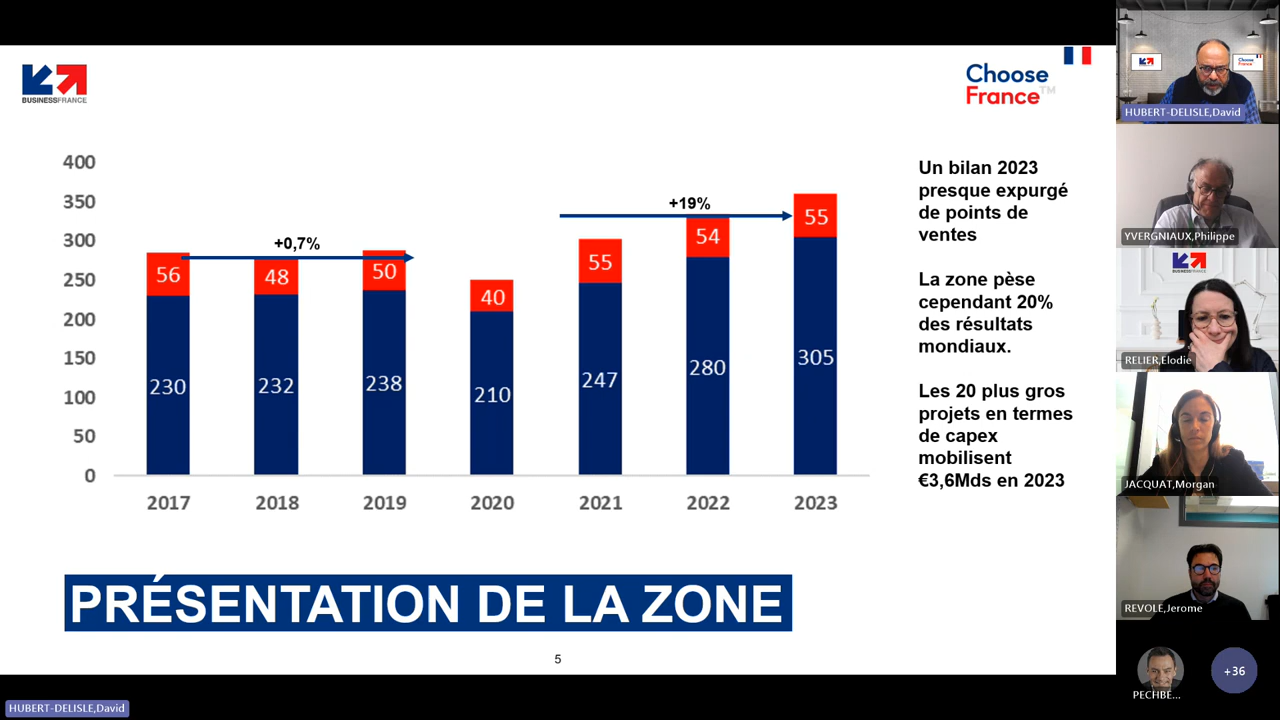 BUSINESSFRANCE
Choose
France™
400
350
300
250
200
150
100
50
0
+0,7%
+19%
56
48
50
40
55
54
55
230
232
238
210
247
280
305
2017
2018
2019
2020
2021
2022
2023
Un bilan 2023
presque expurgé
de points de
ventes
La zone pèse
cependant 20%
des résultats
mondiaux.
Les 20 plus gros
projets en termes
de capex
mobilisent
€3,6Mds en 2023
PRÉSENTATION DE LA ZONE
5
HUBERT-DELISLE,David
Choose
France
HUBERT-DELISLE,David
YVERGNIAUX,Philippe
BUSINESSFRANCE
RELIER,Elodie
JACQUAT,Morgan
REVOLE,Jerome
PECHBE...
+36